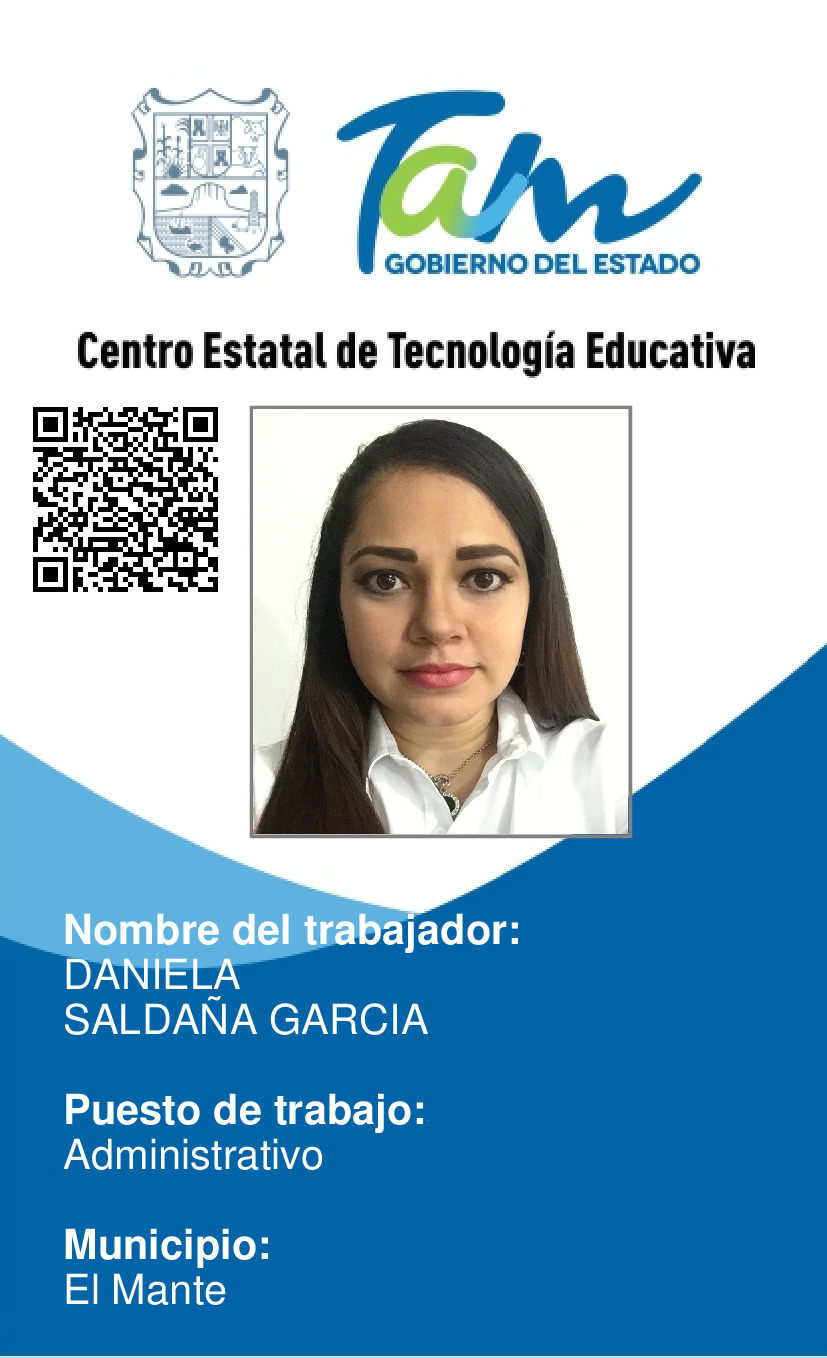 Tam
GOBIERNO DEL ESTADO
Centro Estatal de Tecnología Educativa
Nombre del trabajador:
DANIELA
SALDAÑA GARCIA
Puesto de trabajo:
Administrativo
Municipio:
El Mante